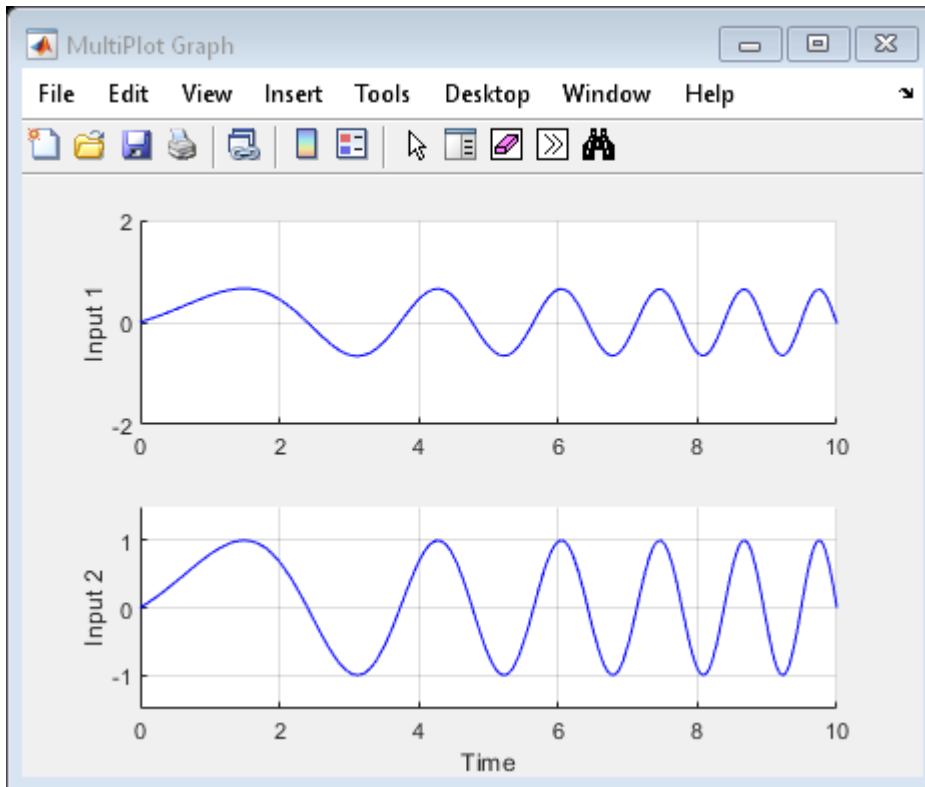 MultiPlot Graph
File Edit View Insert Tools Desktop Window Help
2
0
-2
Input 1
0 2 4 6 8 10
1
0
-1
Input 2
0 2 4 6 8 10
Time